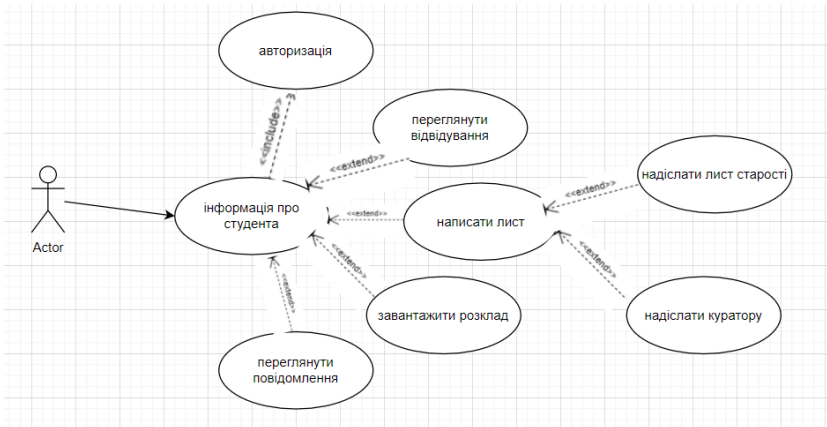 авторизація
<<include>>
переглянути
відвідування
<<extend>>
надіслати лист старості
<<extend>>
інформація про
студента
<<extend>>
написати лист
Actor
<<extend>>
<<extend>>
<<extend>>
завантажити розклад
надіслати куратору
переглянути
повідомлення